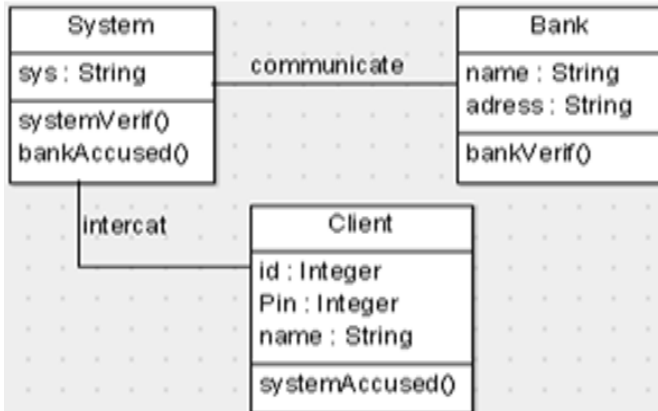 System
sys : String
systemVerif()
bankAccused()
communicate
Bank
name : String
adress : String
bankVerif()
intercat
Client
id : Integer
Pin : Integer
name : String
systemAccused()